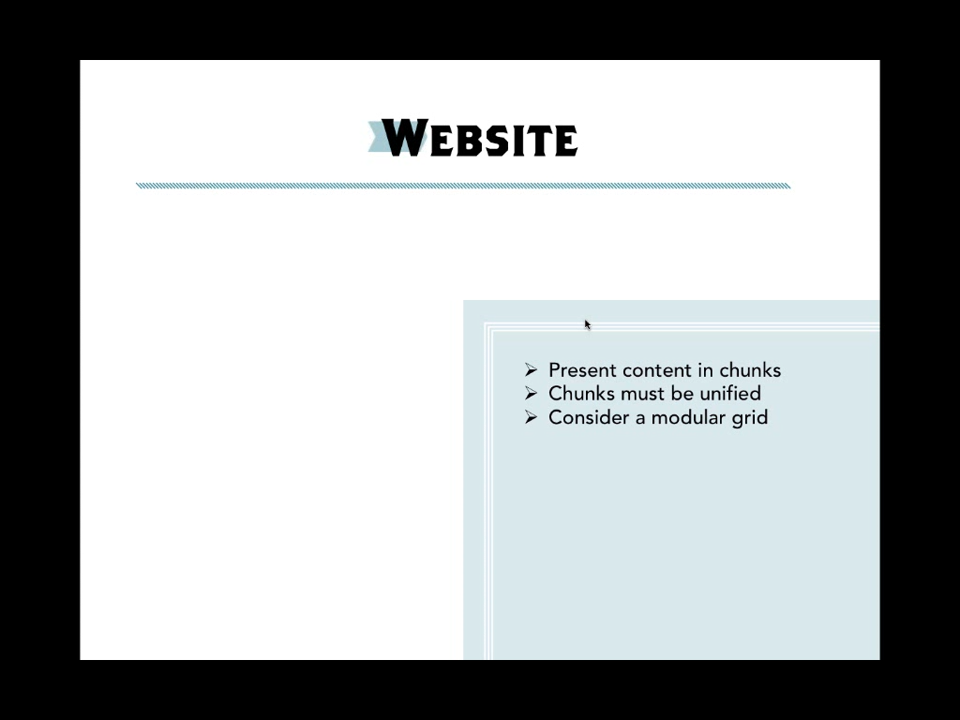 Website
➢ Present content in chunks
➢ Chunks must be unified
➢ Consider a modular grid